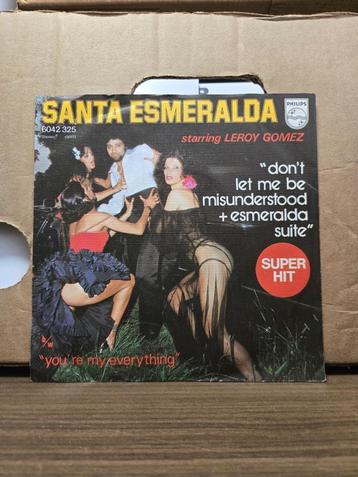 SANTA ESMERALDA
PHILIPS
6042 325
starring LEROY GOMEZ
"don't
let me be
misunderstood
+ esmeralda
suite"
SUPER
HIT
b/w
"you're my everything"